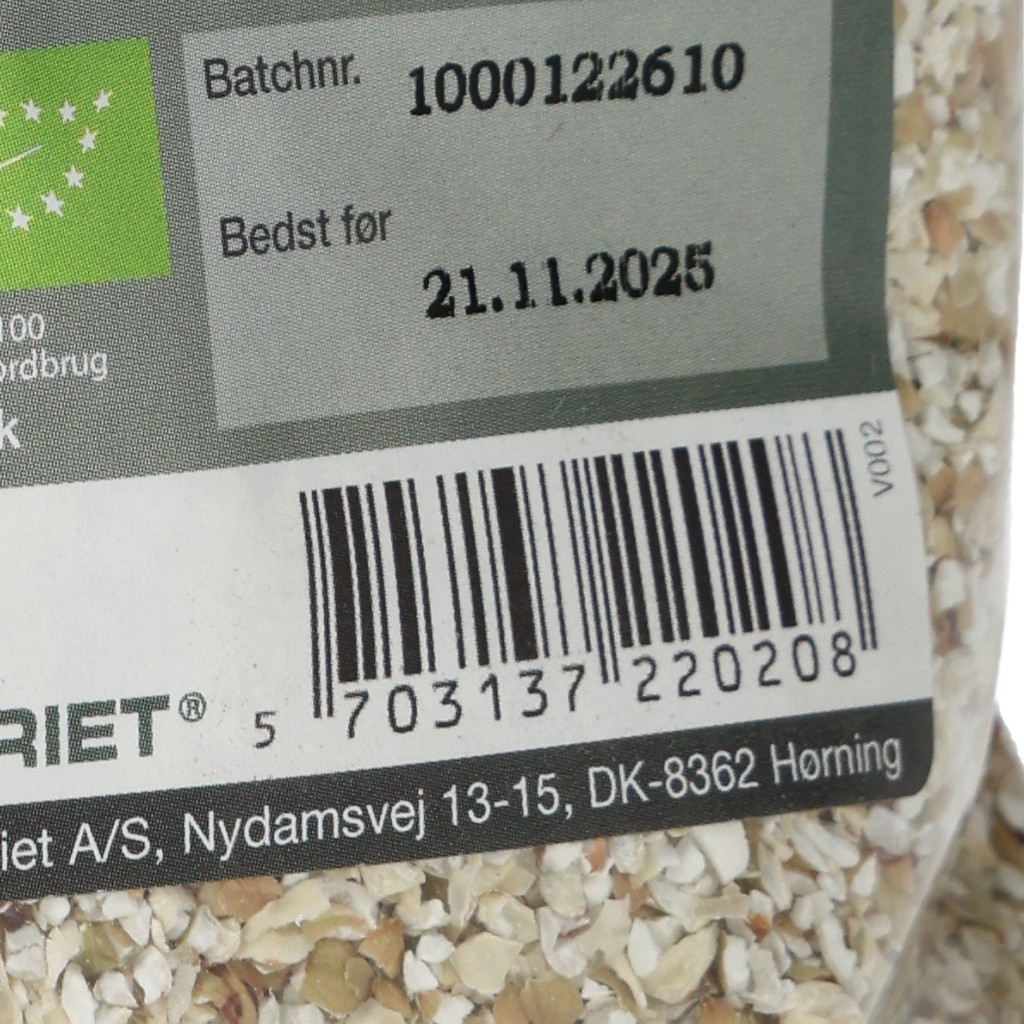 Batchnr. 1000122610
Bedst før
21.11.2025
100
ordbrug
k
V002
5 703137 220208
RIET®
iet A/S, Nydamsvej 13-15, DK-8362 Hørning